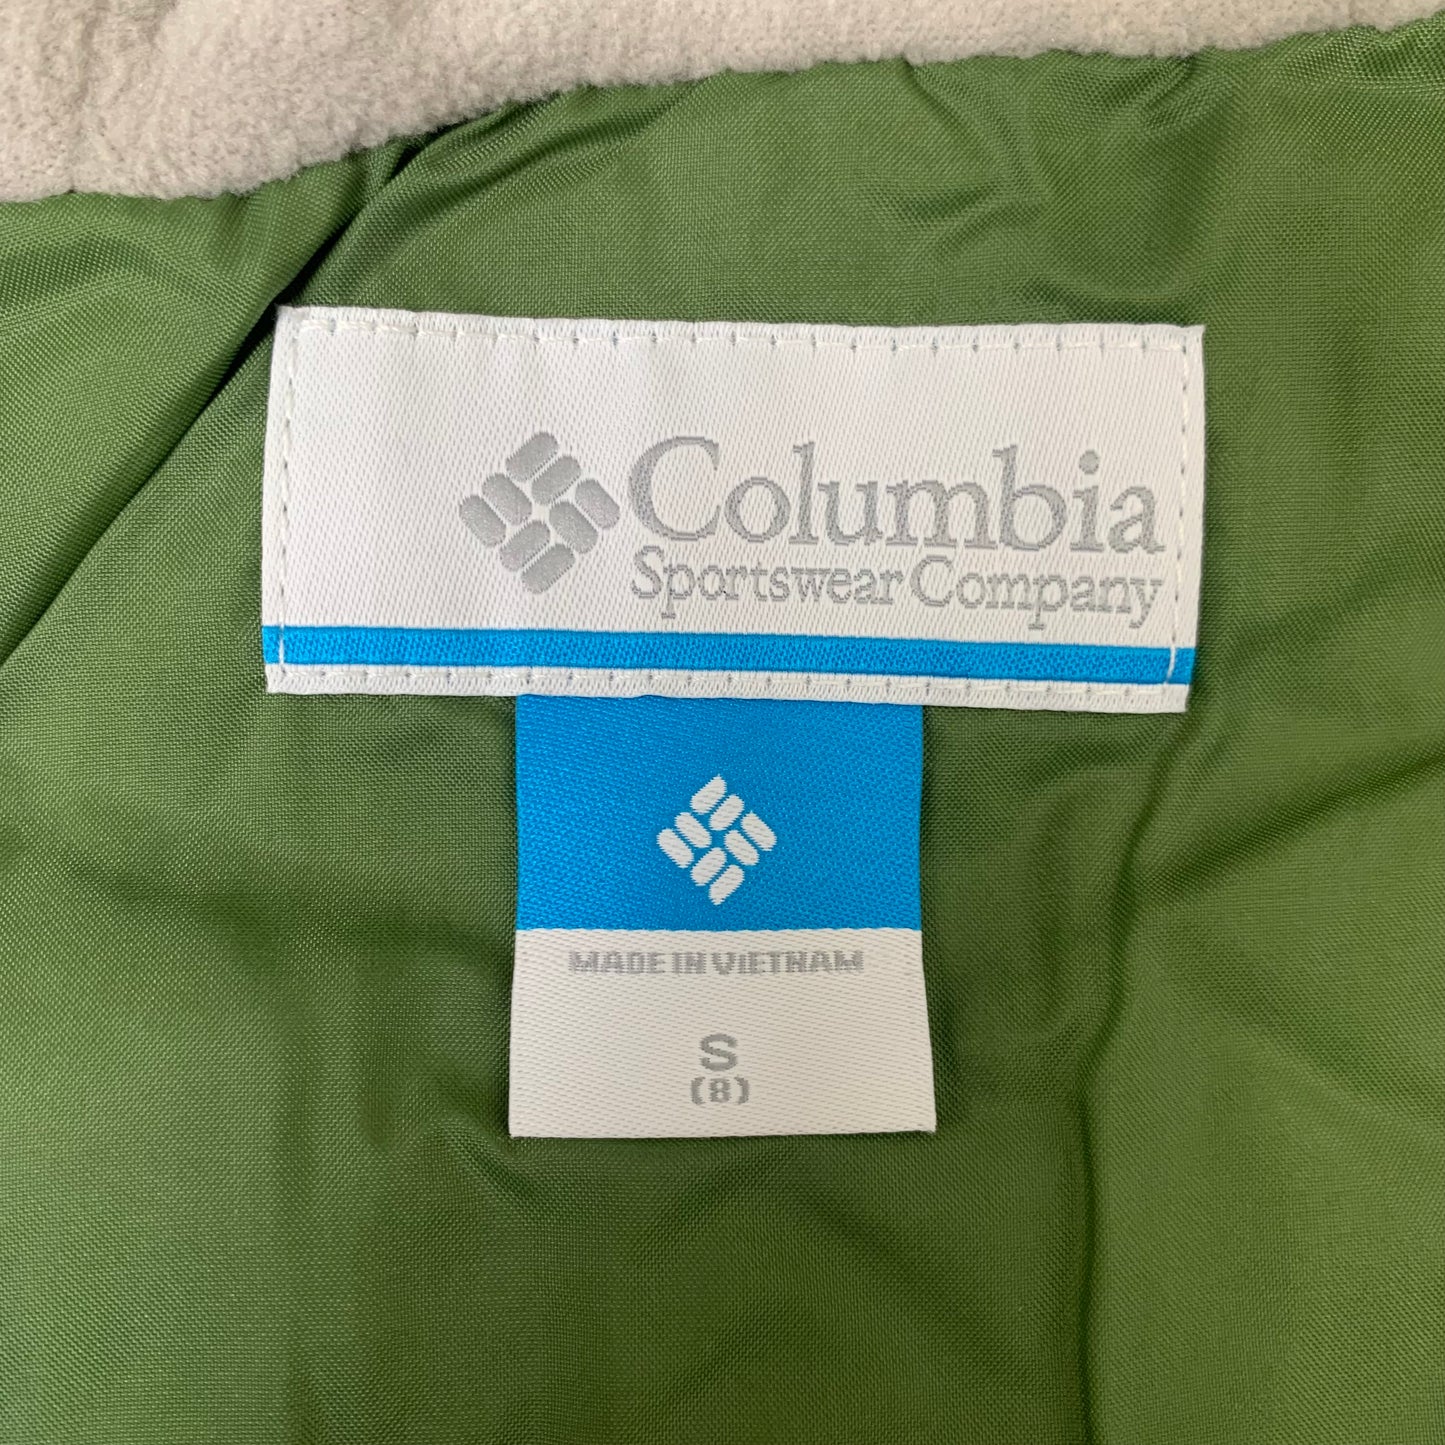 Columbia
Sportswear Company
MADE IN VIETNAM
S
(8)